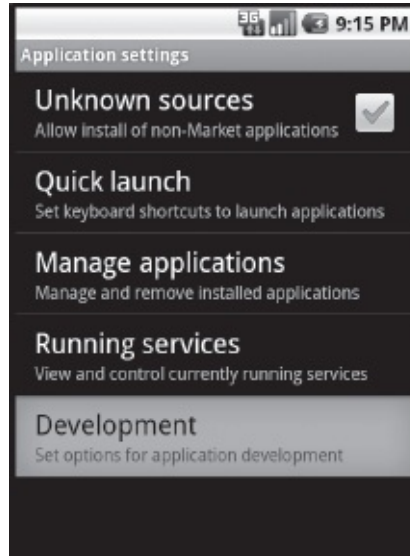 3G 9:15 PM
Application settings
Unknown sources
Allow install of non-Market applications
Quick launch
Set keyboard shortcuts to launch applications
Manage applications
Manage and remove installed applications
Running services
View and control currently running services
Development
Set options for application development